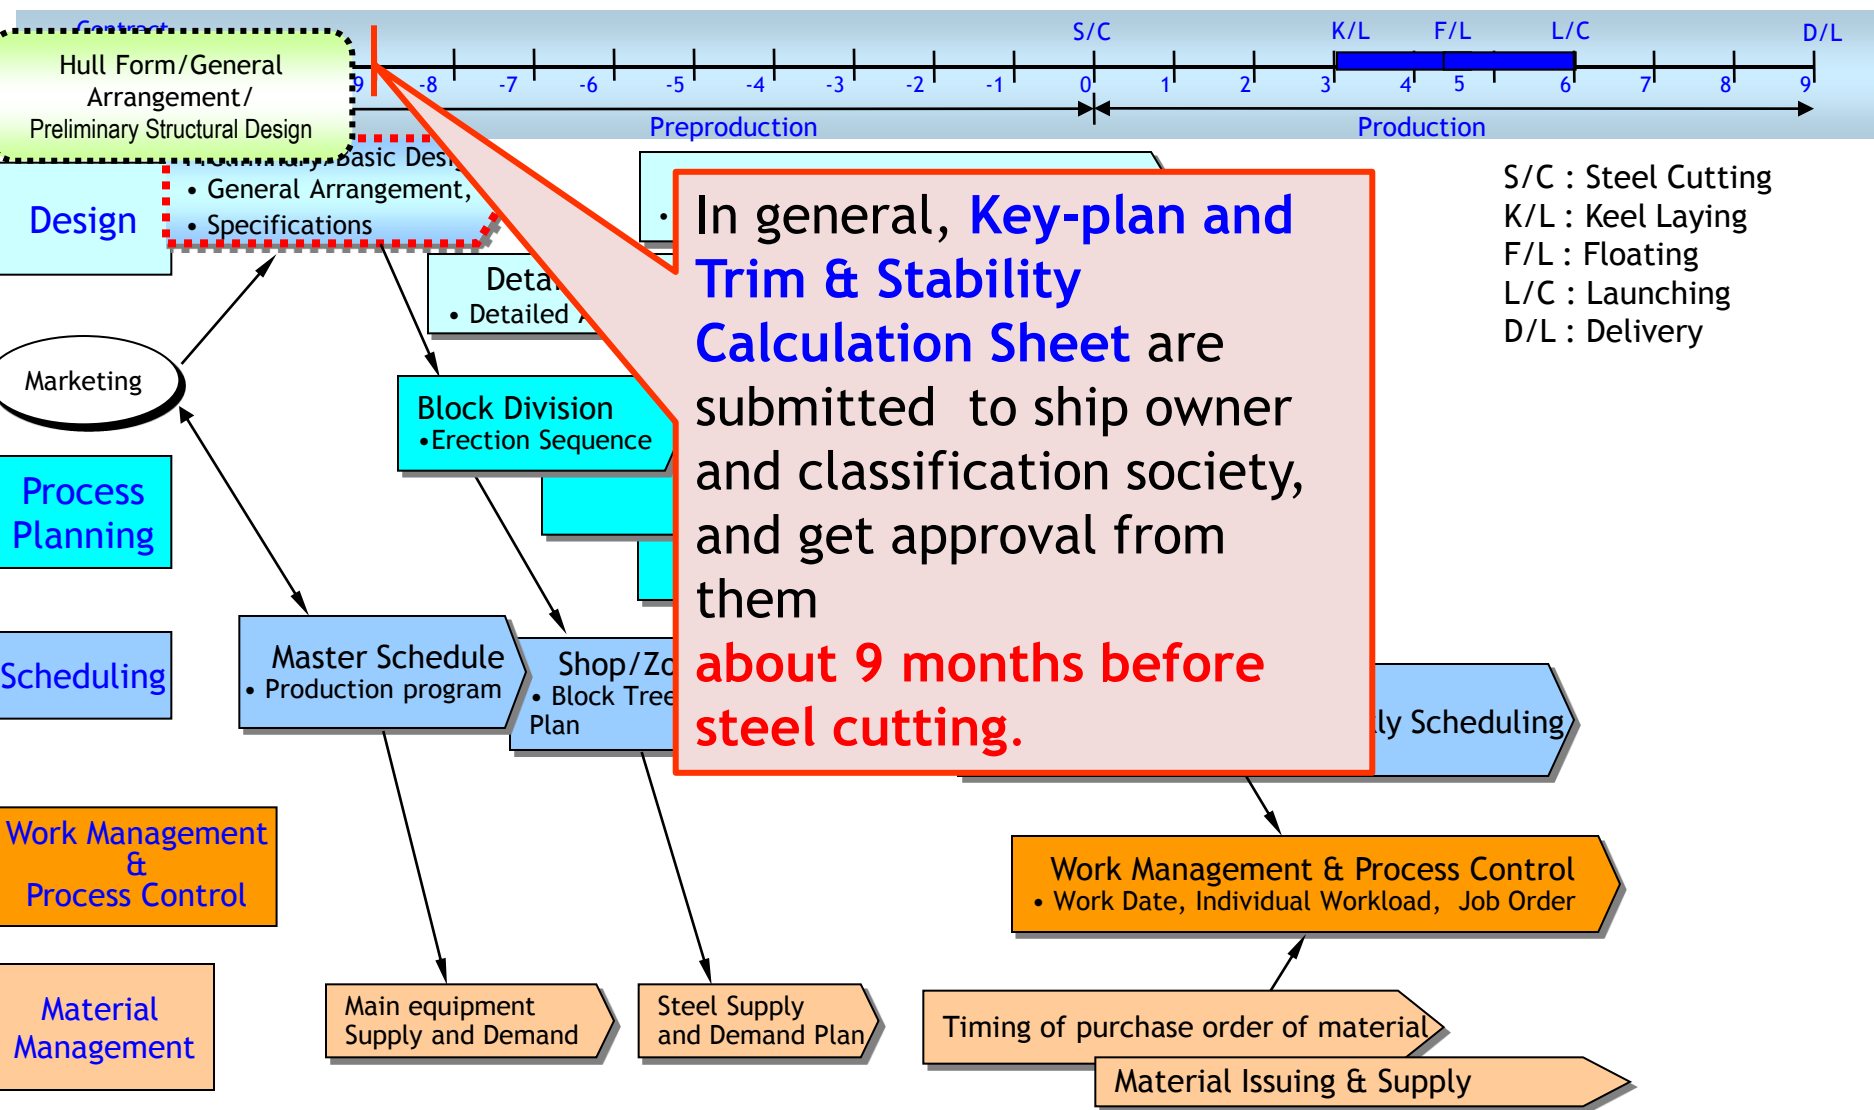 Contract
S/C
K/L
F/L
L/C
D/L
Hull Form/General
Arrangement/
Preliminary Structural Design
9
-8
-7
-6
-5
-4
-3
-2
-1
0
1
2
3
4
5
6
7
8
9
Preproduction
Production
Design
• General Arrangement,
• Specifications
S/C : Steel Cutting
K/L : Keel Laying
F/L : Floating
L/C : Launching
D/L : Delivery
In general, Key-plan and
Trim & Stability
Calculation Sheet are
submitted to ship owner
and classification society,
and get approval from
them
about 9 months before
steel cutting.
• Detailed
Marketing
Block Division
•Erection Sequence
Process
Planning
Scheduling
Master Schedule
• Production program
Shop/Zo
• Block Tree
Plan
ly Scheduling
Work Management
&
Process Control
Work Management & Process Control
• Work Date, Individual Workload, Job Order
Material
Management
Main equipment
Supply and Demand
Steel Supply
and Demand Plan
Timing of purchase order of material
Material Issuing & Supply